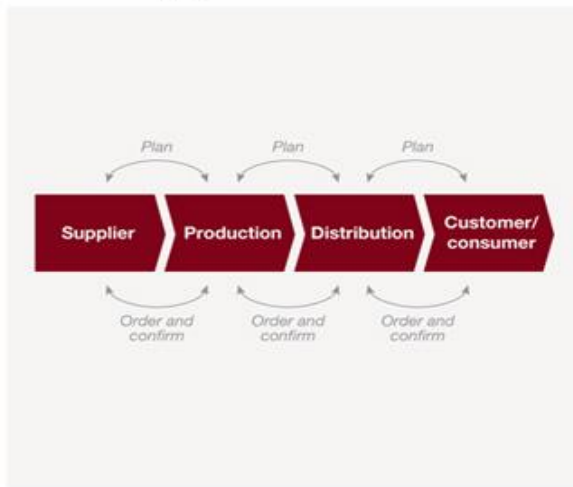 Plan
Plan
Plan
Supplier
Production
Distribution
Customer/
consumer
Order and
confirm
Order and
confirm
Order and
confirm